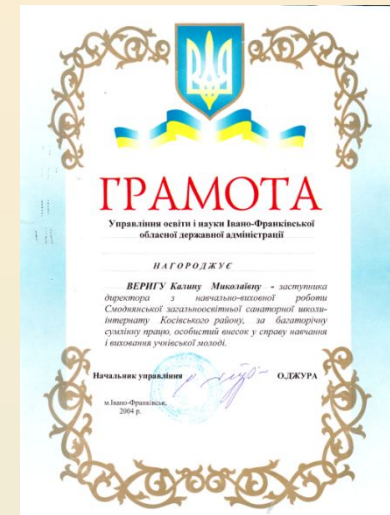 ГРАМОТА
Управління освіти і науки Івано-Франківської
обласної державної адміністрації
НАГОРОДЖУЄ
ВЕРИГУ Калину Миколаївну - заступника
директора з навчально-виховної роботи
Смоднянської загальноосвітньої санаторної школи-
інтернату Косівського району, за багаторічну
сумлінну працю, особистий внесок у справу навчання
і виховання учнівської молоді.
Начальник управління О.ДЖУРА
м.Івано-Франківськ,
2004 р.